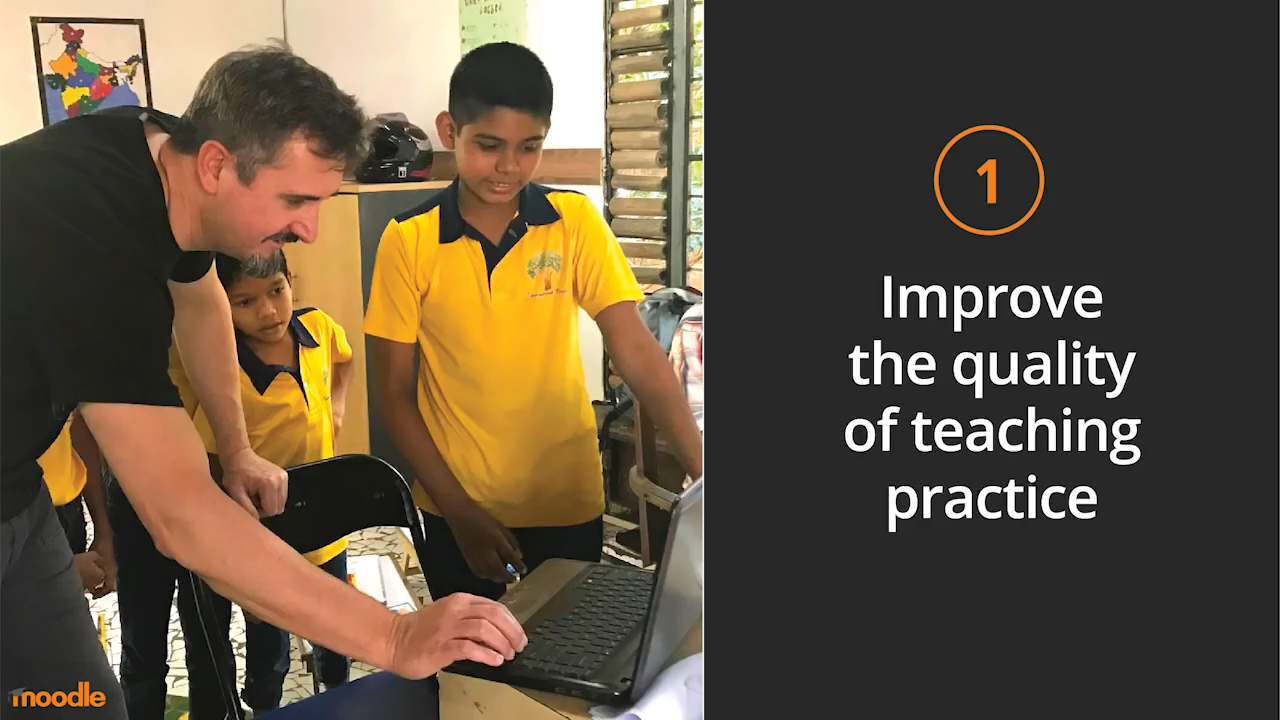 1
Improve
the quality
of teaching
practice
moodle